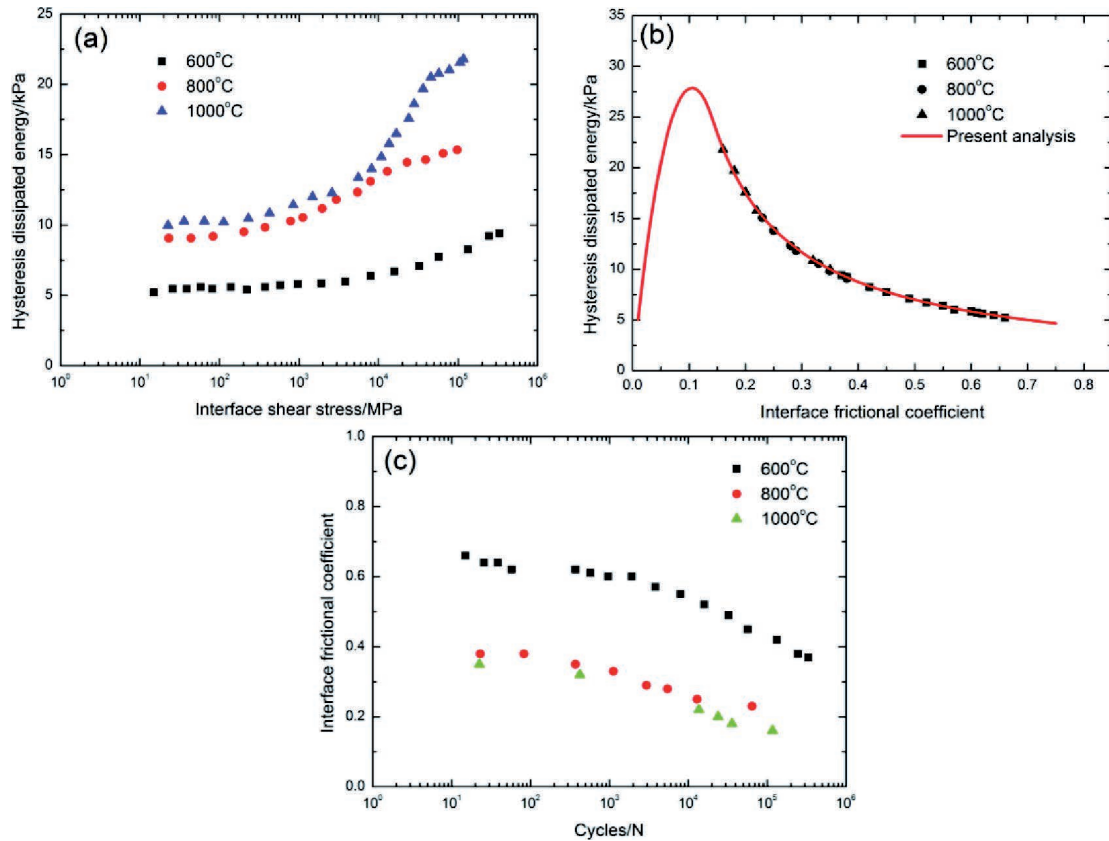 (a)
600°C
800°C
1000°C
Hysteresis dissipated energy/kPa
25
20
15
10
5
0
10⁰ 10¹ 10² 10³ 10⁴ 10⁵ 10⁶
Interface shear stress/MPa
(b)
600°C
800°C
1000°C
Present analysis
Hysteresis dissipated energy/kPa
35
30
25
20
15
10
5
0
0.0 0.1 0.2 0.3 0.4 0.5 0.6 0.7 0.8
Interface frictional coefficient
(c)
600°C
800°C
1000°C
Interface frictional coefficient
1.0
0.8
0.6
0.4
0.2
0.0
10⁰ 10¹ 10² 10³ 10⁴ 10⁵ 10⁶
Cycles/N